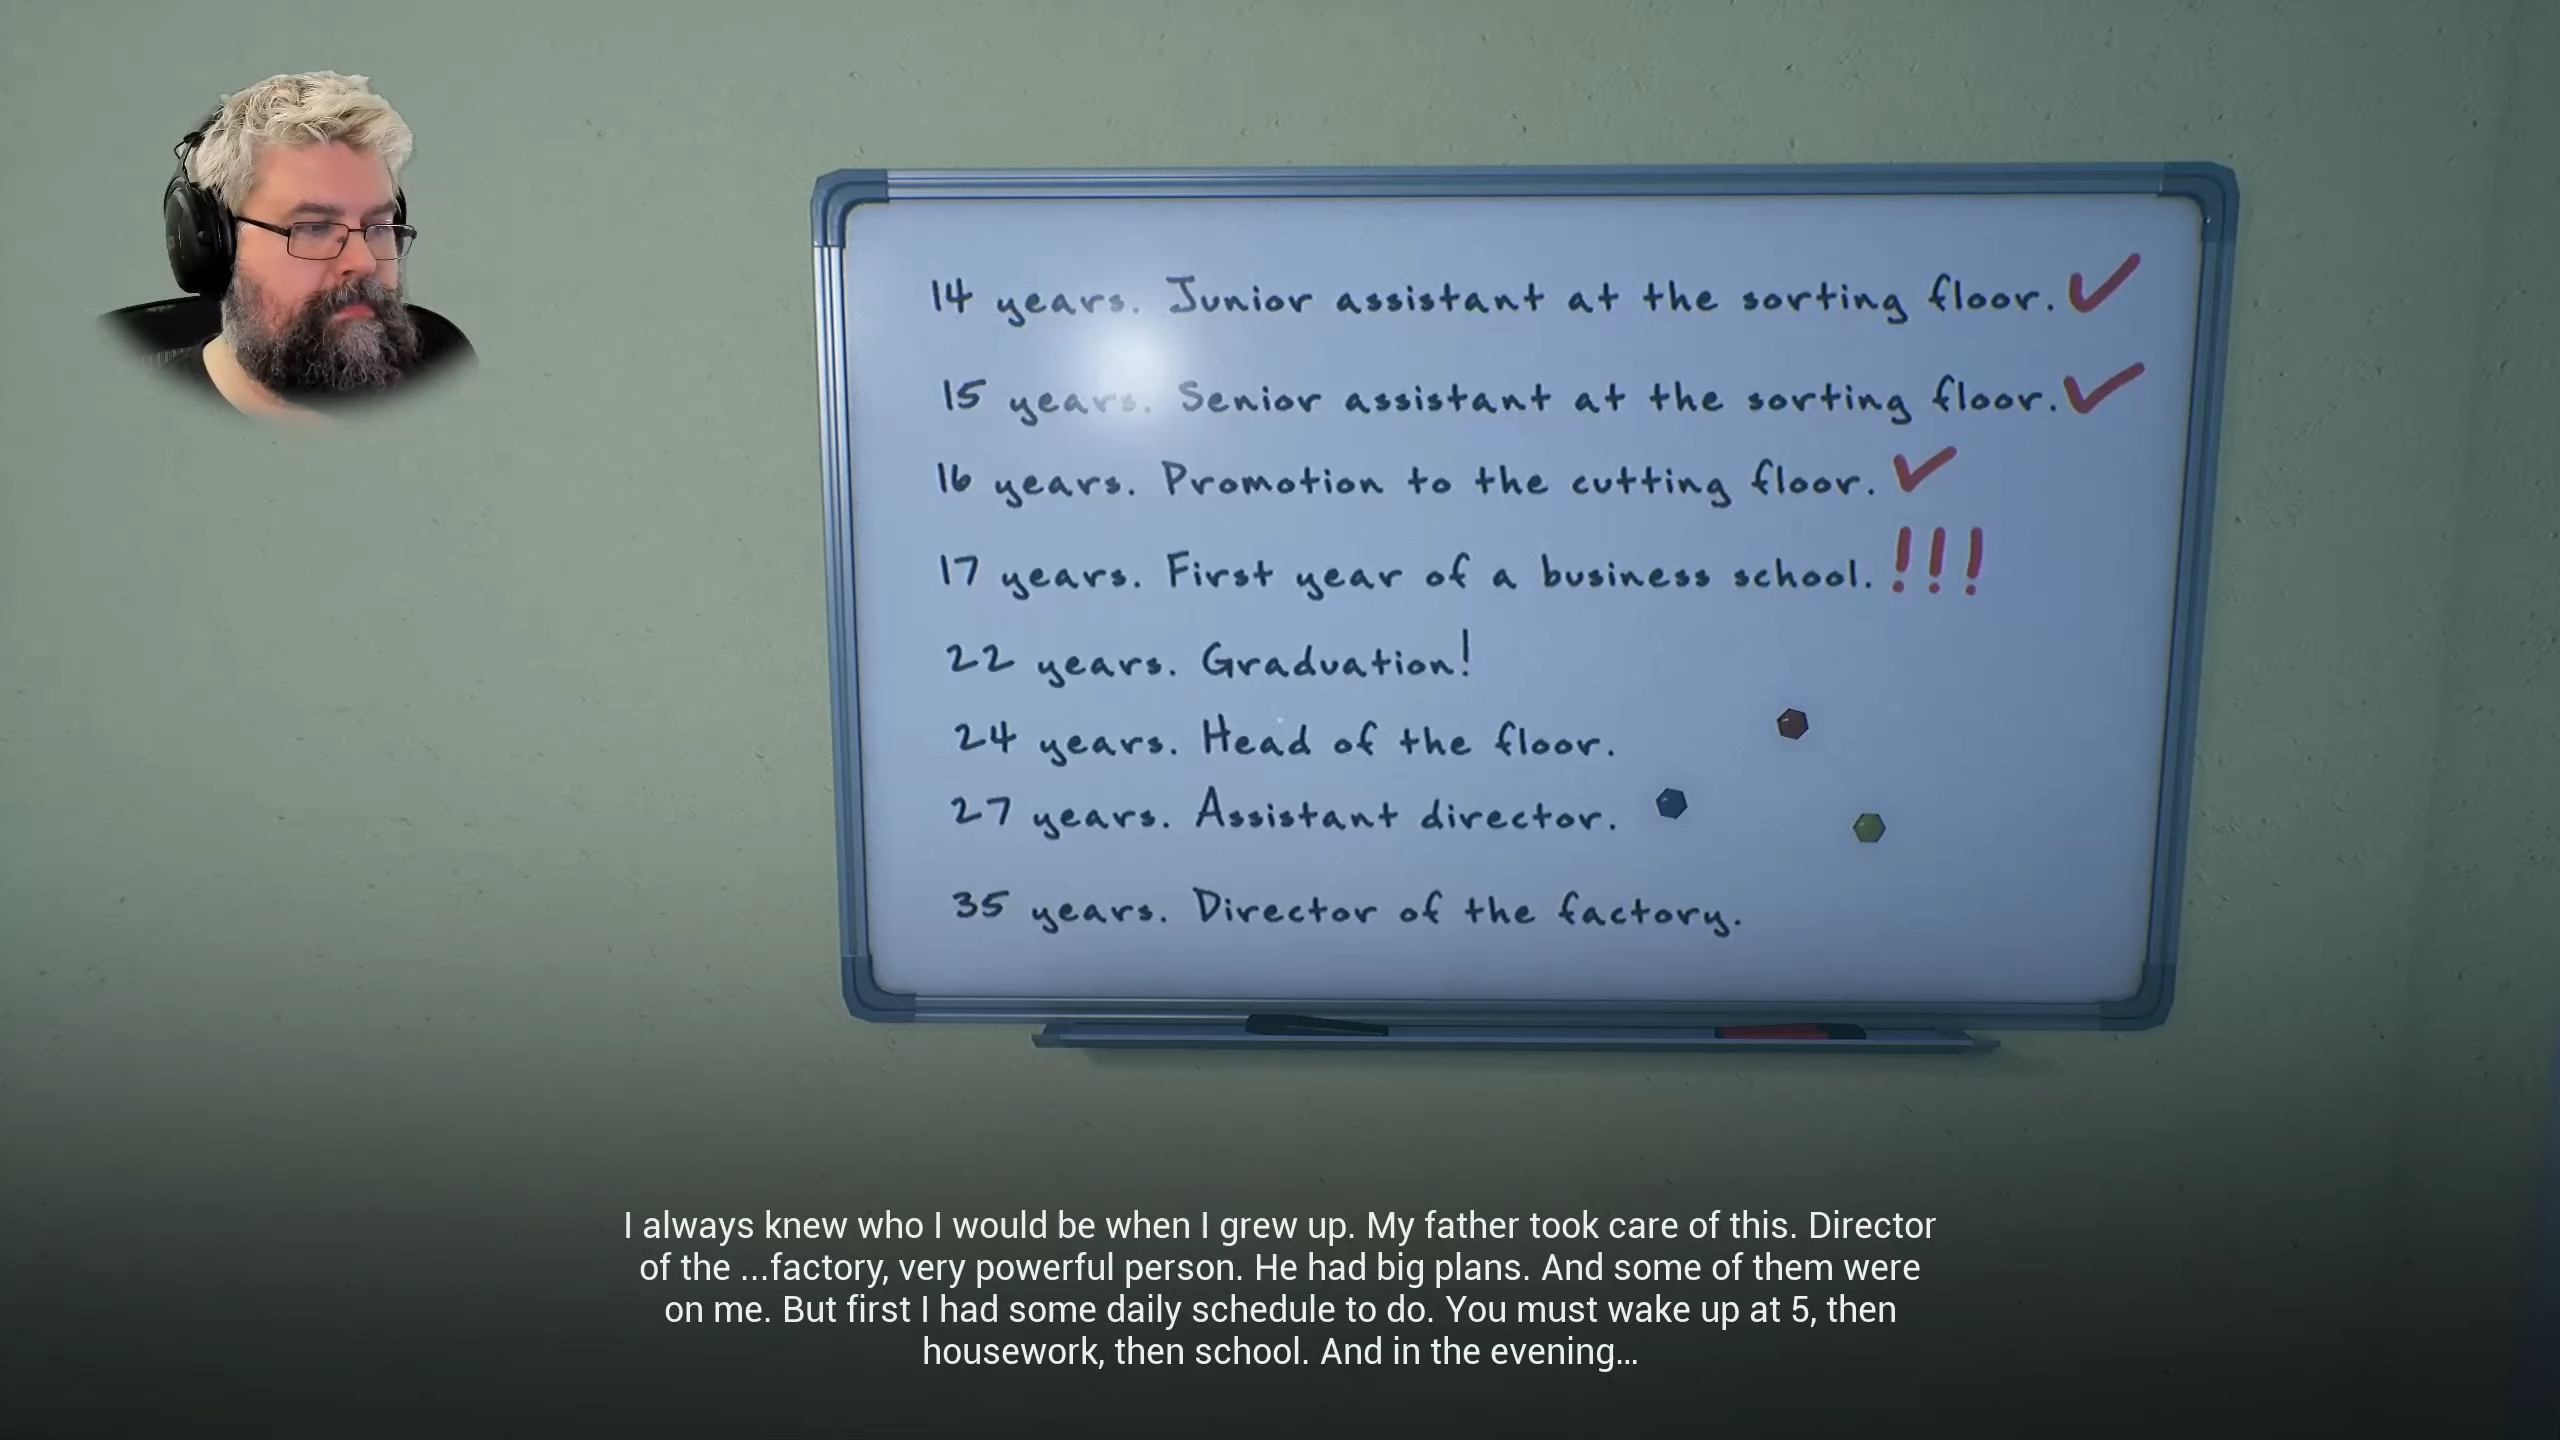 14 years. Junior assistant at the sorting floor.
15 years. Senior assistant at the sorting floor.
16 years. Promotion to the cutting floor.
17 years. First year of a business school. !!!
22 years. Graduation!
24 years. Head of the floor.
27 years. Assistant director.
35 years. Director of the factory.
I always knew who I would be when I grew up. My father took care of this. Director
of the ...factory, very powerful person. He had big plans. And some of them were
on me. But first I had some daily schedule to do. You must wake up at 5, then
housework, then school. And in the evening...